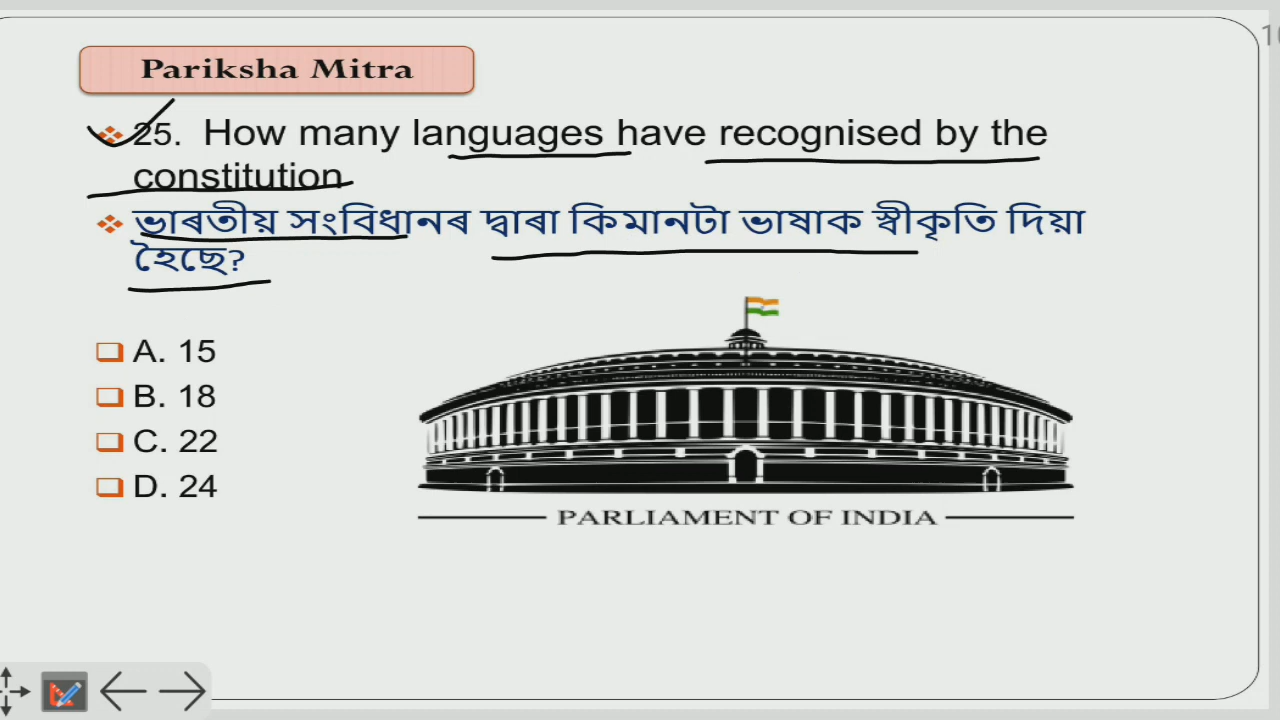 Pariksha Mitra
25. How many languages have recognised by the
constitution
ভাৰতীয় সংবিধানৰ দ্বাৰা কিমানটা ভাষাক স্বীকৃতি দিয়া
হৈছে?
A. 15
B. 18
C. 22
D. 24
PARLIAMENT OF INDIA